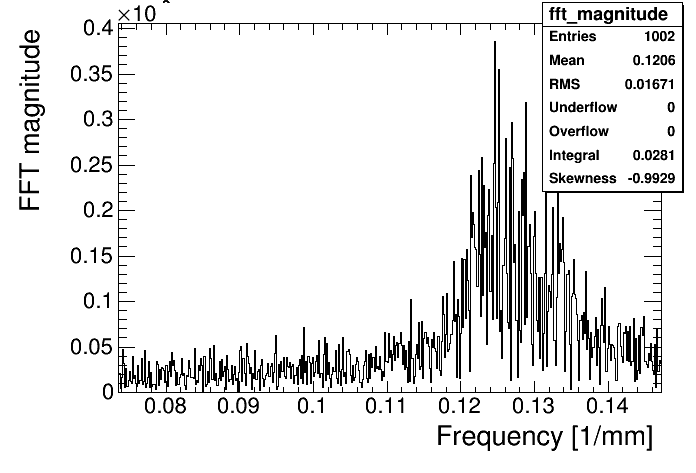 ×10
fft_magnitude
Entries 1002
Mean 0.1206
RMS 0.01671
Underflow 0
Overflow 0
Integral 0.0281
Skewness -0.9929
FFT magnitude
0.4
0.35
0.3
0.25
0.2
0.15
0.1
0.05
0
0.08 0.09 0.1 0.11 0.12 0.13 0.14
Frequency [1/mm]